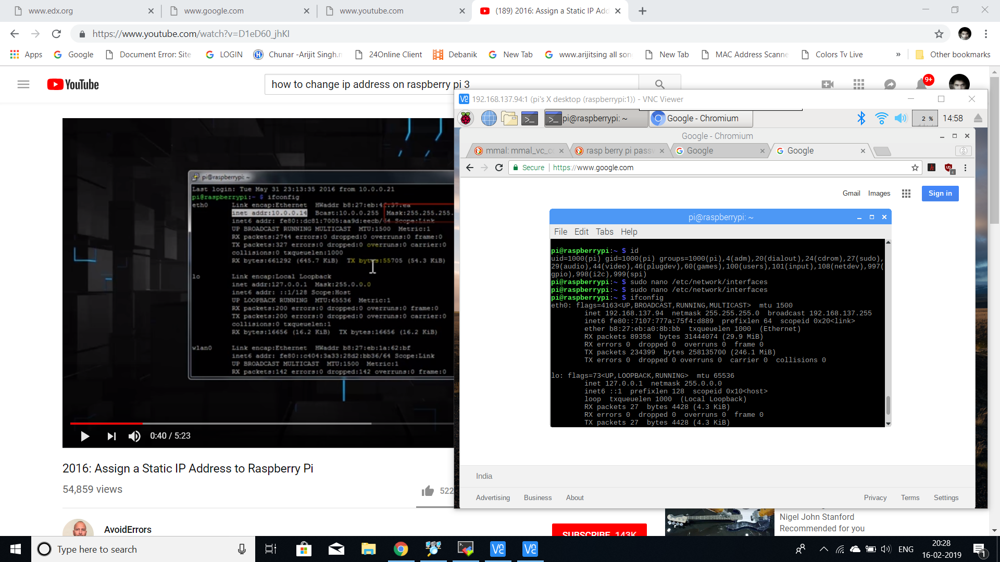 www.edx.org
www.google.com
www.youtube.com
(189) 2016: Assign a Static IP Add
https://www.youtube.com/watch?v=D1eD60_jhKI
Apps
Google
Document Error: Site
LOGIN
Chunar -Arijit Singh.m
24Online Client
Debanik
New Tab
www.arijitsing all son
New Tab
MAC Address Scanne
Colors Tv Live
»
Other bookmarks
YouTube
how to change ip address on raspberry pi 3
9+
192.168.137.94:1 (pi's X desktop (raspberrypi:1)) - VNC Viewer
pi@raspberrypi: ~
Google - Chromium
2 %
14:58
Google - Chromium
mmal: mmal_vc_c
rasp berry pi passw
Google
Google
Secure
https://www.google.com
Gmail
Images
Sign in
pi@raspberrypi: ~
File Edit Tabs Help
pi@raspberrypi:~ $ id
uid=1000(pi) gid=1000(pi) groups=1000(pi),4(adm),20(dialout),24(cdrom),27(sudo),
29(audio),44(video),46(plugdev),60(games),100(users),101(input),108(netdev),997(
gpio),998(i2c),999(spi)
pi@raspberrypi:~ $ sudo nano /etc/network/interfaces
pi@raspberrypi:~ $ sudo nano /etc/network/interfaces
pi@raspberrypi:~ $ ifconfig
eth0: flags=4163<UP,BROADCAST,RUNNING,MULTICAST>  mtu 1500
inet 192.168.137.94  netmask 255.255.255.0  broadcast 192.168.137.255
inet6 fe80::7107:777a:75f4:d889  prefixlen 64  scopeid 0x20<link>
ether b8:27:eb:a0:8b:bb  txqueuelen 1000  (Ethernet)
RX packets 89358  bytes 31444074 (29.9 MiB)
RX errors 0  dropped 0  overruns 0  frame 0
TX packets 234399  bytes 258135700 (246.1 MiB)
TX errors 0  dropped 0 overruns 0  carrier 0  collisions 0
lo: flags=73<UP,LOOPBACK,RUNNING>  mtu 65536
inet 127.0.0.1  netmask 255.0.0.0
inet6 ::1  prefixlen 128  scopeid 0x10<host>
loop  txqueuelen 1000  (Local Loopback)
RX packets 27  bytes 4428 (4.3 KiB)
RX errors 0  dropped 0  overruns 0  frame 0
TX packets 27  bytes 4428 (4.3 KiB)
India
Advertising
Business
About
Privacy
Terms
Settings
pi@raspberrypi: ~
Last login: Tue May 31 23:13:35 2016 from 10.0.0.21
pi@raspberrypi:~ $ ifconfig
eth0 Link encap:Ethernet  HWaddr b8:27:eb:4f:37:ea
inet addr:10.0.0.14  Bcast:10.0.0.255  Mask:255.255.255.
inet6 addr: fe80::dc81:7005:aa9d:eecb/64 Scope:Link
UP BROADCAST RUNNING MULTICAST  MTU:1500  Metric:1
RX packets:2744 errors:0 dropped:0 overruns:0 frame:0
TX packets:327 errors:0 dropped:0 overruns:0 carrier:0
collisions:0 txqueuelen:1000
RX bytes:661292 (645.7 KiB)  TX bytes:55705 (54.3 KiB)
lo Link encap:Local Loopback
inet addr:127.0.0.1  Mask:255.0.0.0
inet6 addr: ::1/128 Scope:Host
UP LOOPBACK RUNNING  MTU:65536  Metric:1
RX packets:200 errors:0 dropped:0 overruns:0 frame:0
TX packets:200 errors:0 dropped:0 overruns:0 carrier:0
collisions:0 txqueuelen:1
RX bytes:16656 (16.2 KiB)  TX bytes:16656 (16.2 KiB)
wlan0 Link encap:Ethernet  HWaddr b8:27:eb:1a:62:bf
inet6 addr: fe80::c404:3a33:28d2:bb36/64 Scope:Link
UP BROADCAST MULTICAST  MTU:1500  Metric:1
RX packets:142 errors:0 dropped:142 overruns:0 frame:0
0:40 / 5:23
2016: Assign a Static IP Address to Raspberry Pi
54,859 views
522
AvoidErrors
SUBSCRIBE 143K
Nigel John Stanford
Recommended for you
Type here to search
ENG
20:28
16-02-2019
1